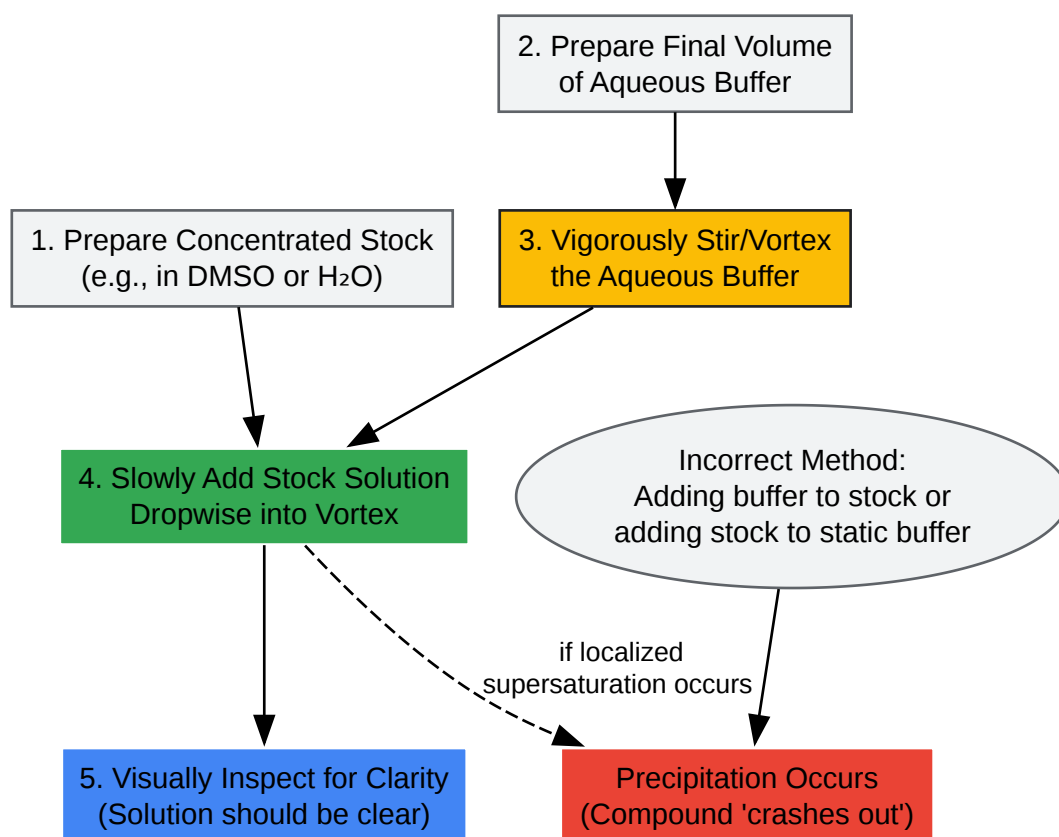 2. Prepare Final Volume
of Aqueous Buffer
1. Prepare Concentrated Stock
(e.g., in DMSO or H₂O)
3. Vigorously Stir/Vortex
the Aqueous Buffer
4. Slowly Add Stock Solution
Dropwise into Vortex
Incorrect Method:
Adding buffer to stock or
adding stock to static buffer
if localized
supersaturation occurs
5. Visually Inspect for Clarity
(Solution should be clear)
Precipitation Occurs
(Compound 'crashes out')